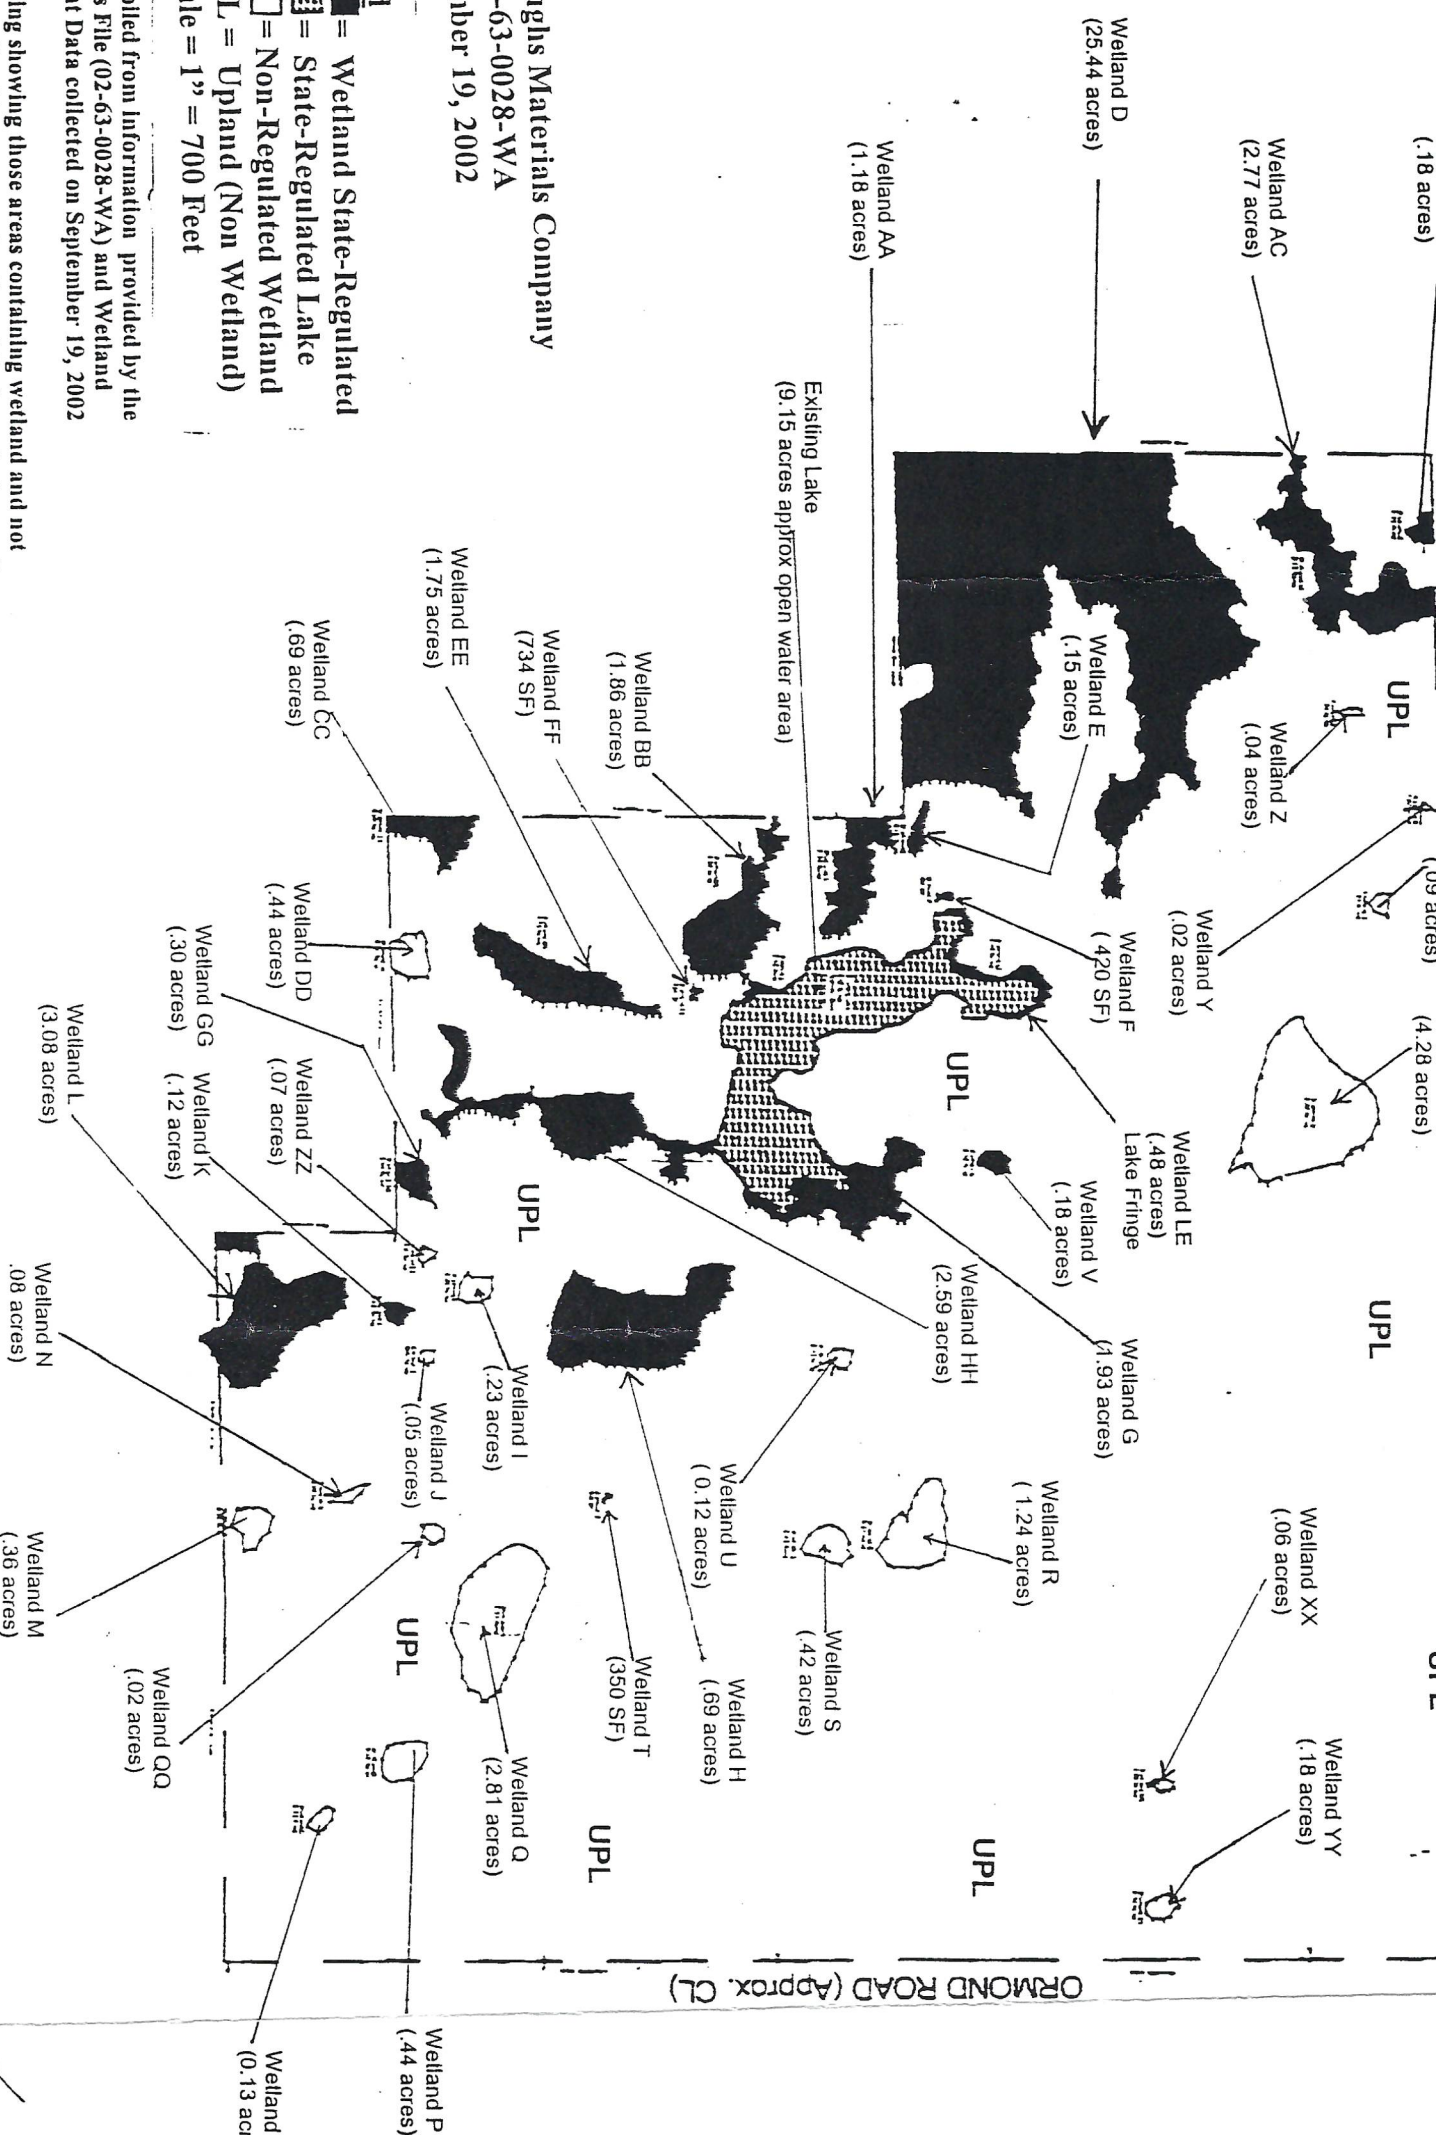 (.18 acres)
Wetland AC
(2.77 acres)
Wetland D
(25.44 acres)
Wetland AA
(1.18 acres)
Existing Lake
(9.15 acres approx open water area)
UPL
Wetland Z
(.04 acres)
Wetland E
(.15 acres)
Wetland Y
(.02 acres)
Wetland F
( 420 SF)
(4.28 acres)
UPL
Wetland LE
(.48 acres)
Lake Fringe
Wetland V
(.18 acres)
UPL
Wetland G
(1.93 acres)
Wetland HH
(2.59 acres)
Wetland BB
(1.86 acres)
Wetland FF
(734 SF)
Wetland EE
(1.75 acres)
Wetland CC
(.69 acres)
Wetland DD
(.44 acres)
Wetland GG
(.30 acres)
Wetland ZZ
(.07 acres)
Wetland K
(.12 acres)
Wetland L
(3.08 acres)
UPL
Wetland I
(.23 acres)
Wetland J
(.05 acres)
Wetland N
.08 acres)
Wetland M
(.36 acres)
Wetland U
( 0.12 acres)
Wetland R
( 1.24 acres)
Wetland S
(.42 acres)
Wetland T
(350 SF)
Wetland H
(.69 acres)
Wetland XX
(.06 acres)
Wetland YY
(.18 acres)
UPL
Wetland QQ
(.02 acres)
Wetland Q
(2.81 acres)
UPL
UPL
Wetland P
(.44 acres)
Wetland
(0.13
ORMOND ROAD (Approx. CL)
Materials Company
-63-0028-WA
19, 2002
= Wetland State-Regulated
= State-Regulated Lake
= Non-Regulated Wetland
L = Upland (Non Wetland)
= 1” = 700 Feet
from information provided by the
File (02-63-0028-WA) and Wetland
Data collected on September 19, 2002
showing those areas containing wetland and not